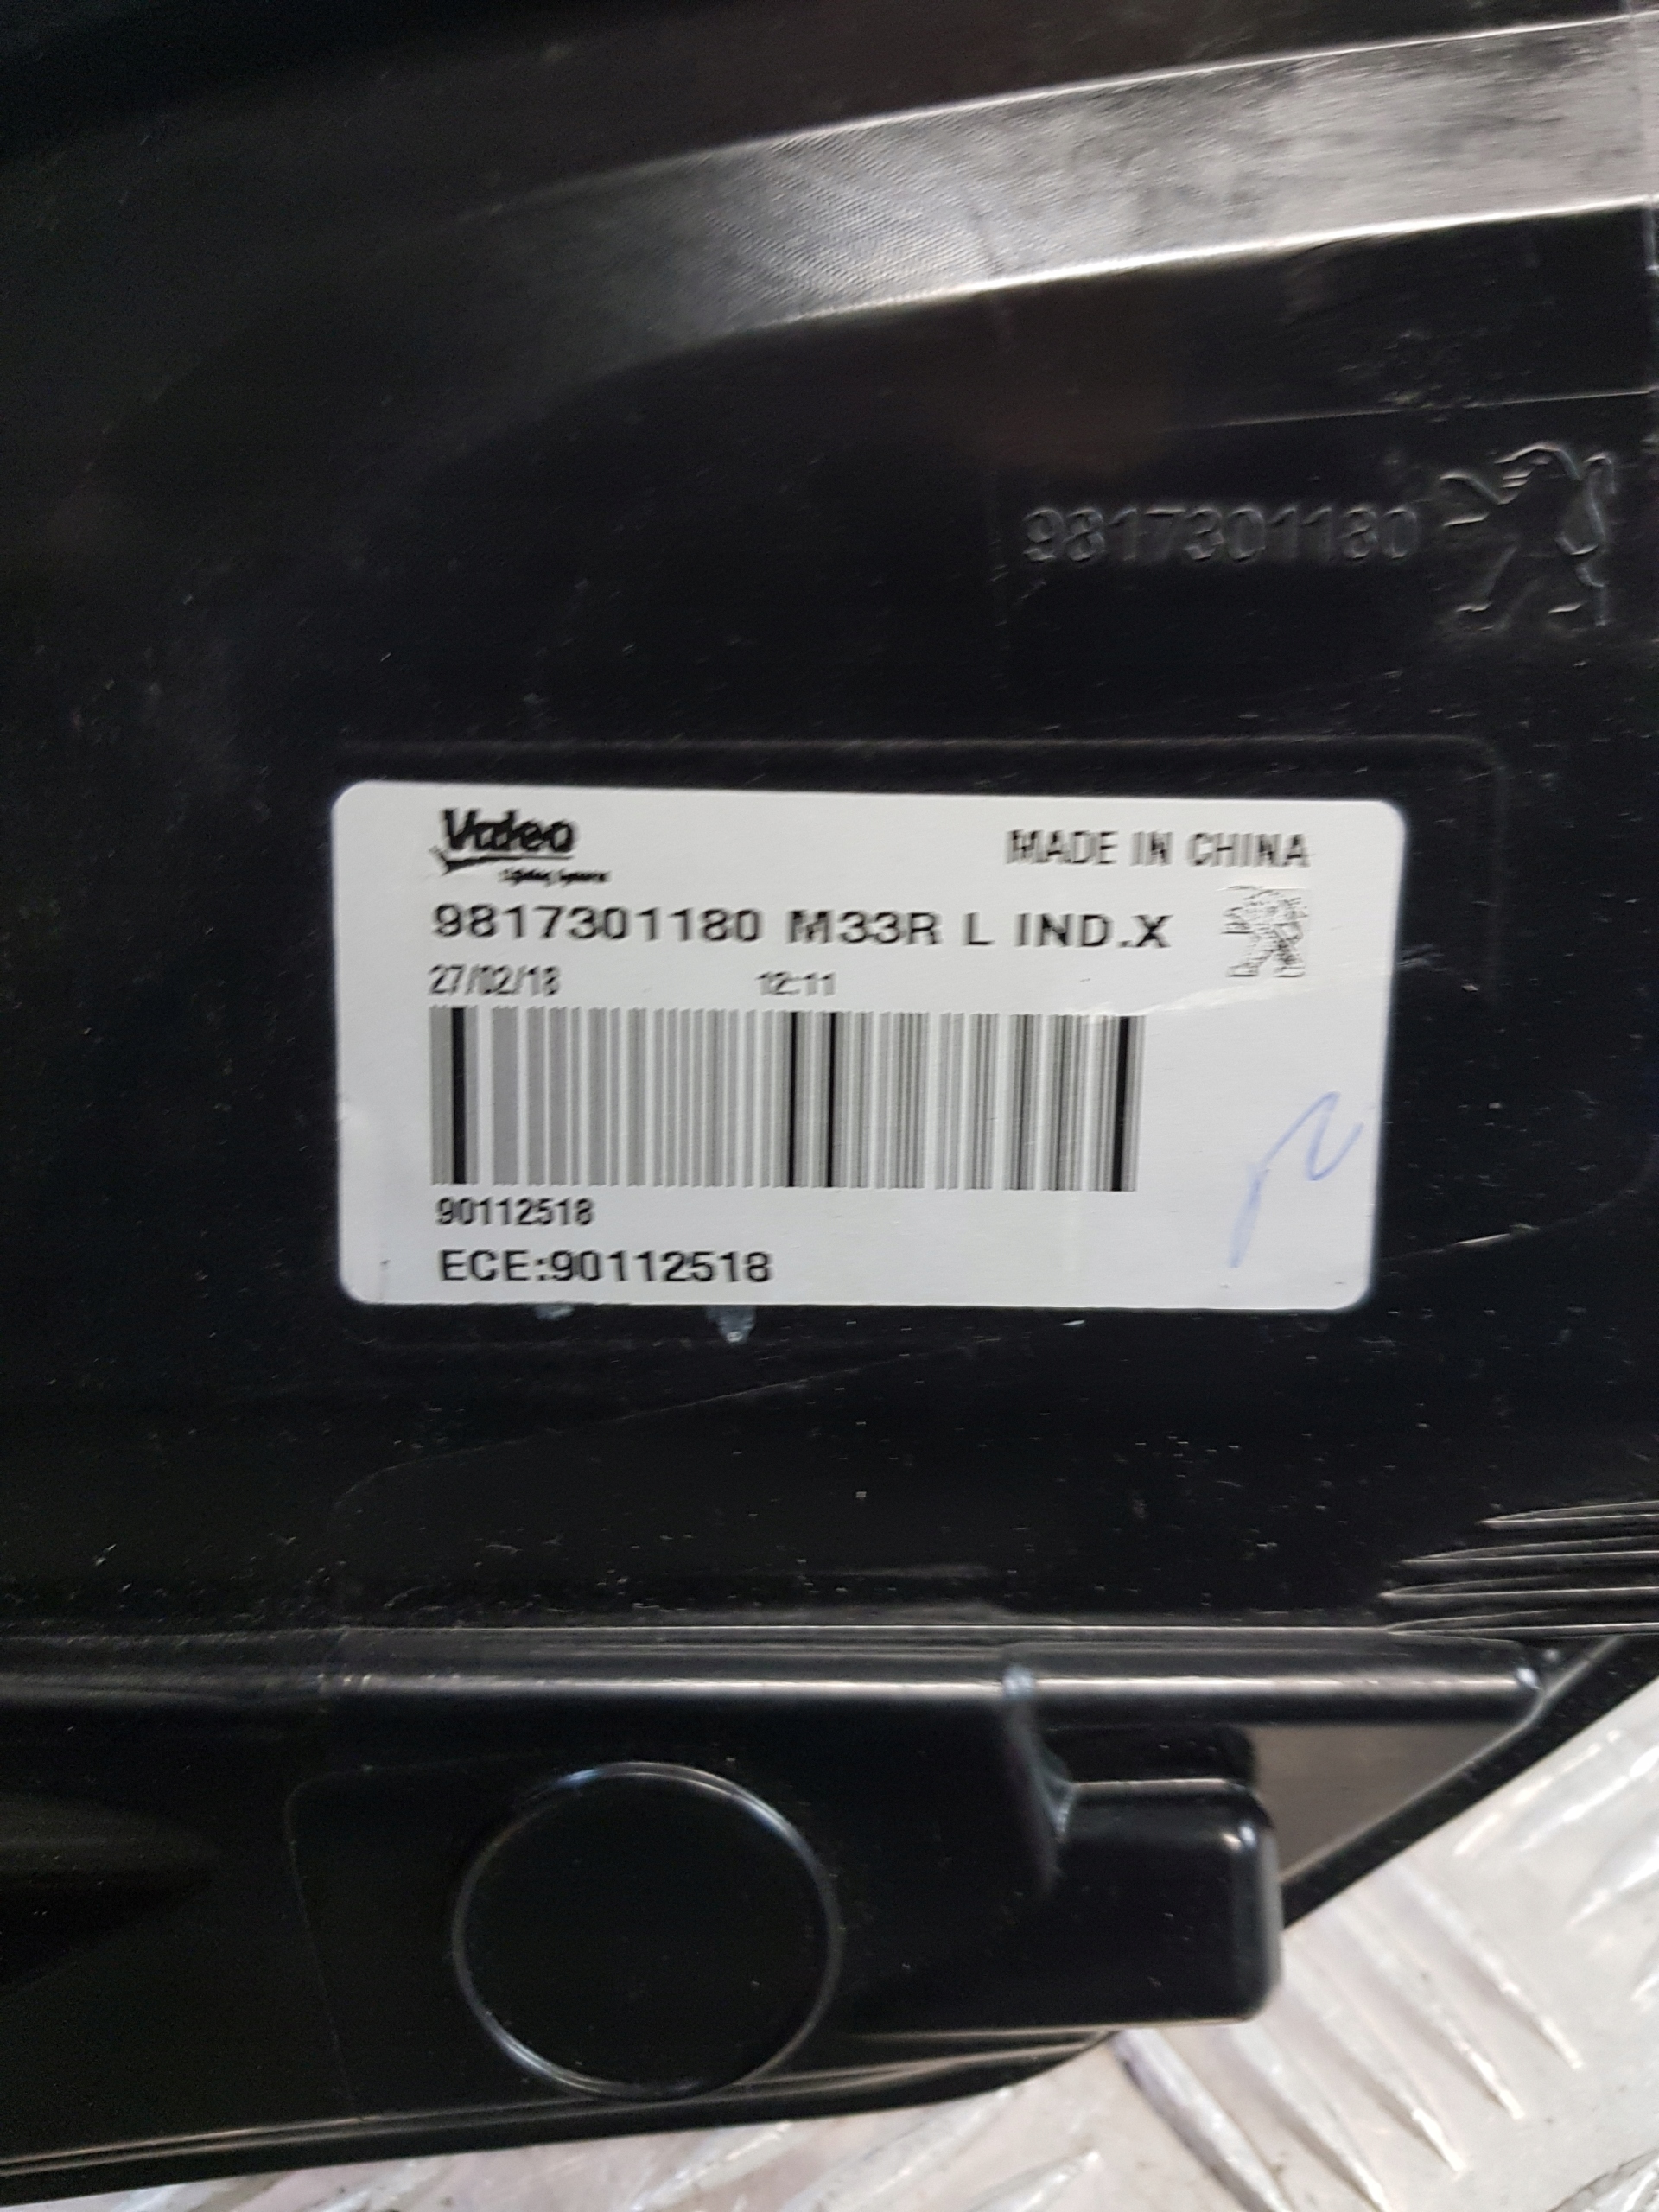 9817301180
Valeo
MADE IN CHINA
9817301180 M33R L IND.X
27/02/18 12:11
90112518
ECE:90112518